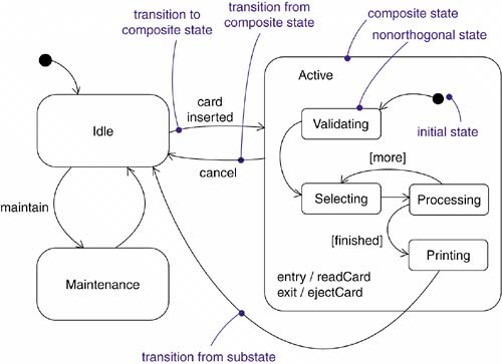 transition to
composite state
transition from
composite state
composite state
nonorthogonal state
Active
Idle
card
inserted
Validating
initial state
cancel
[more]
maintain
Selecting
Processing
[finished]
Printing
Maintenance
entry / readCard
exit / ejectCard
transition from substate